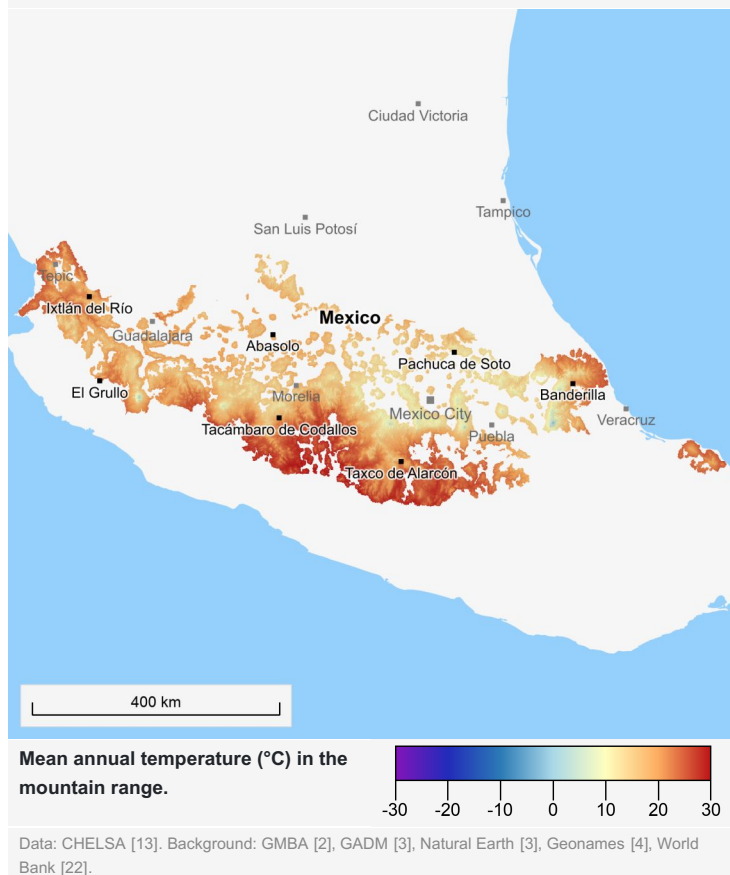 Ciudad Victoria
Tampico
San Luis Potosí
Tepic
Ixtlán del Río
Mexico
Guadalajara
Abasolo
Pachuca de Soto
El Grullo
Morelia
Mexico City
Banderilla
Veracruz
Tacámbaro de Codallos
Puebla
Taxco de Alarcón
400 km
Mean annual temperature (°C) in the
mountain range.
-30 -20 -10 0 10 20 30
Data: CHELSA [13]. Background: GMBA [2], GADM [3], Natural Earth [3], Geonames [4], World
Bank [22].